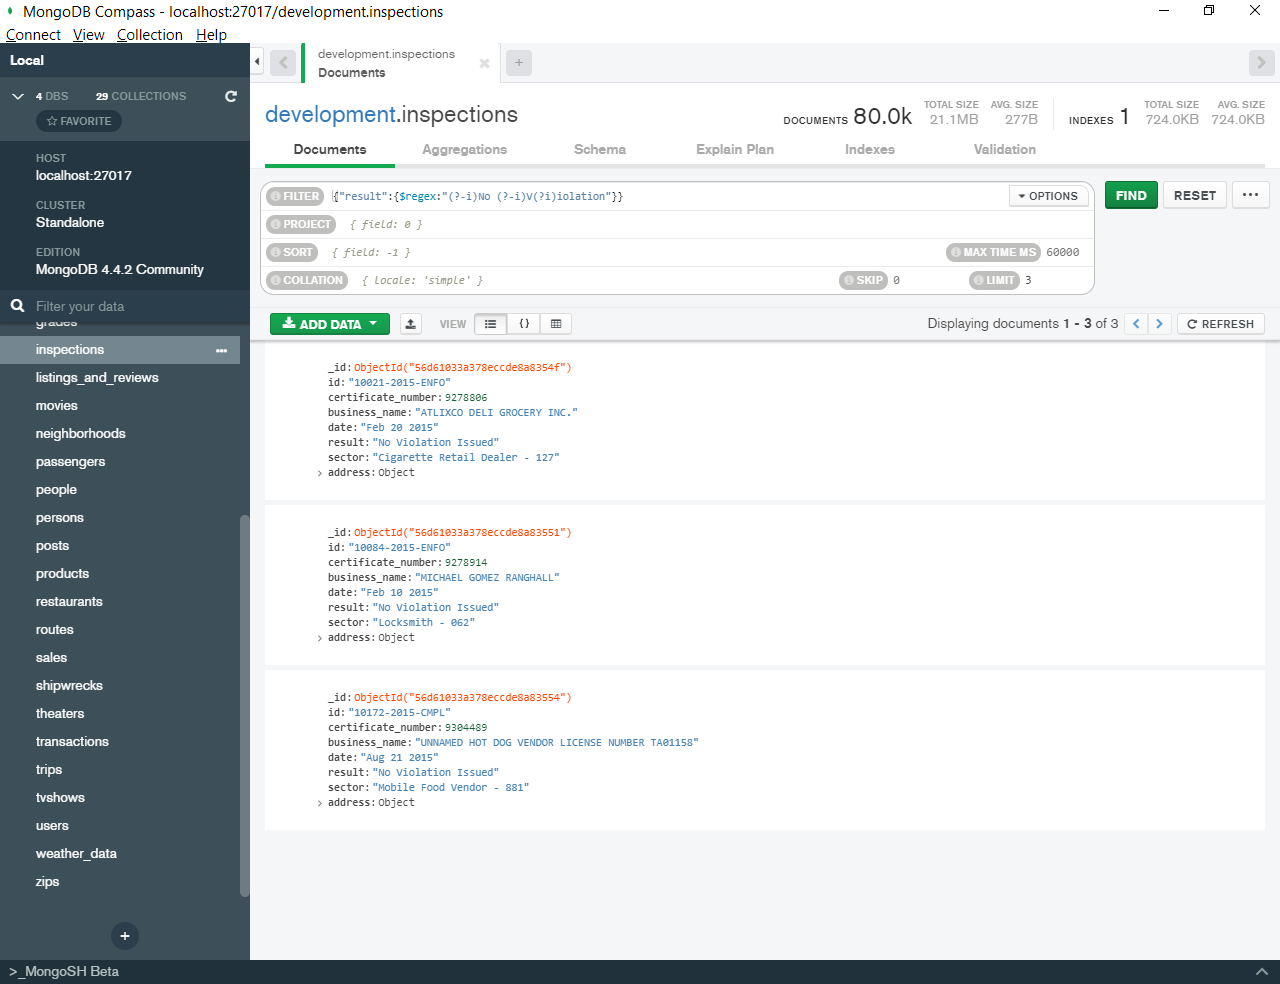 MongoDB Compass - localhost:27017/development.inspections
Connect View Collection Help
Local
4 DBS 29 COLLECTIONS
FAVORITE
HOST
localhost:27017
CLUSTER
Standalone
EDITION
MongoDB 4.4.2 Community
Filter your data
grades
inspections
listings_and_reviews
movies
neighborhoods
passengers
people
persons
posts
products
restaurants
routes
sales
shipwrecks
theaters
transactions
trips
tvshows
users
weather_data
zips
+
>_MongoSH Beta
development.inspections
Documents
+
development.inspections
DOCUMENTS 80.0k TOTAL SIZE 21.1MB AVG. SIZE 277B INDEXES 1 TOTAL SIZE 724.0KB AVG. SIZE 724.0KB
Documents Aggregations Schema Explain Plan Indexes Validation
FILTER {"result":{$regex:"(?-i)No (?-i)V(?i)iolation"}} OPTIONS FIND RESET ...
PROJECT { field: 0 }
SORT { field: -1 } MAX TIME MS 60000
COLLATION { locale: 'simple' } SKIP 0 LIMIT 3
ADD DATA VIEW {} Displaying documents 1 - 3 of 3 < > REFRESH
_id: ObjectId("56d61033a378eccde8a8354f")
id: "10021-2015-ENFO"
certificate_number: 9278806
business_name: "ATLIXCO DELI GROCERY INC."
date: "Feb 20 2015"
result: "No Violation Issued"
sector: "Cigarette Retail Dealer - 127"
> address: Object
_id: ObjectId("56d61033a378eccde8a83551")
id: "10084-2015-ENFO"
certificate_number: 9278914
business_name: "MICHAEL GOMEZ RANGHALL"
date: "Feb 10 2015"
result: "No Violation Issued"
sector: "Locksmith - 062"
> address: Object
_id: ObjectId("56d61033a378eccde8a83554")
id: "10172-2015-CMPL"
certificate_number: 9304489
business_name: "UNNAMED HOT DOG VENDOR LICENSE NUMBER TA01158"
date: "Aug 21 2015"
result: "No Violation Issued"
sector: "Mobile Food Vendor - 881"
> address: Object